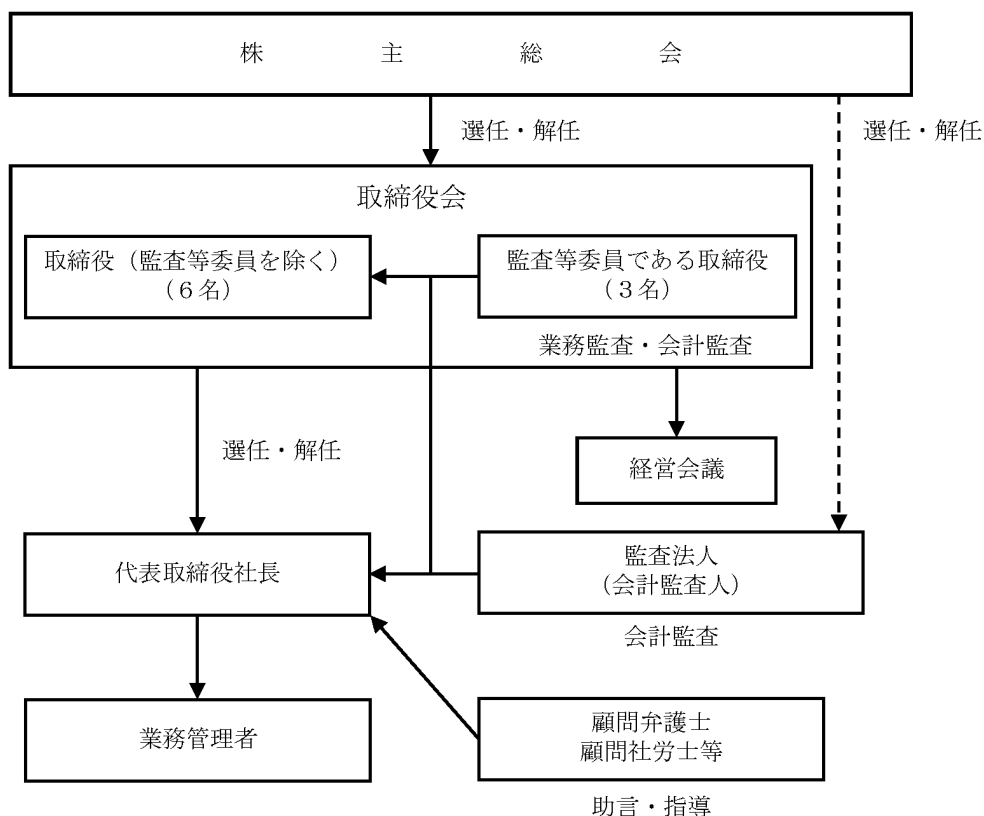 株主総会
選任・解任
選任・解任
取締役会
取締役（監査等委員を除く）
（６名）
監査等委員である取締役
（３名）
業務監査・会計監査
選任・解任
経営会議
代表取締役社長
監査法人
（会計監査人）
会計監査
業務管理者
顧問弁護士
顧問社労士等
助言・指導